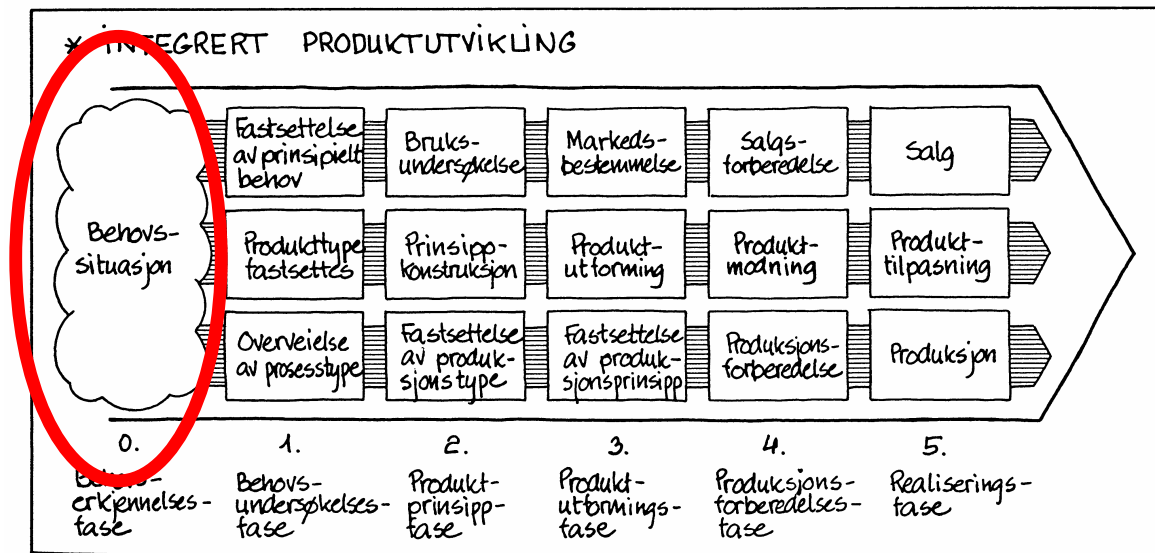 * INTEGRERT PRODUKTUTVIKLING
Behovs-
situasjon
Fastsettelse
av prinsipielt
behov
Bruks-
undersøkelse
Markeds-
bestemmelse
Salgs-
forberedelse
Salg
Produkttype
fastsettes
Prinsipp-
konstruksjon
Produkt-
utforming
Produkt-
modning
Produkt-
tilpasning
Overveielse
av prosesstype
Fastsettelse
av produk-
sjonstype
Fastsettelse
av produk-
sjonsprinsipp
Produksjons-
forberedelse
Produksjon
0.
Behovs-
erkjennelses-
fase
1.
Behovs-
undersøkelses-
fase
2.
Produkt-
prinsipp-
fase
3.
Produkt-
utformings-
fase
4.
Produksjons-
forberedelses-
fase
5.
Realiserings-
fase